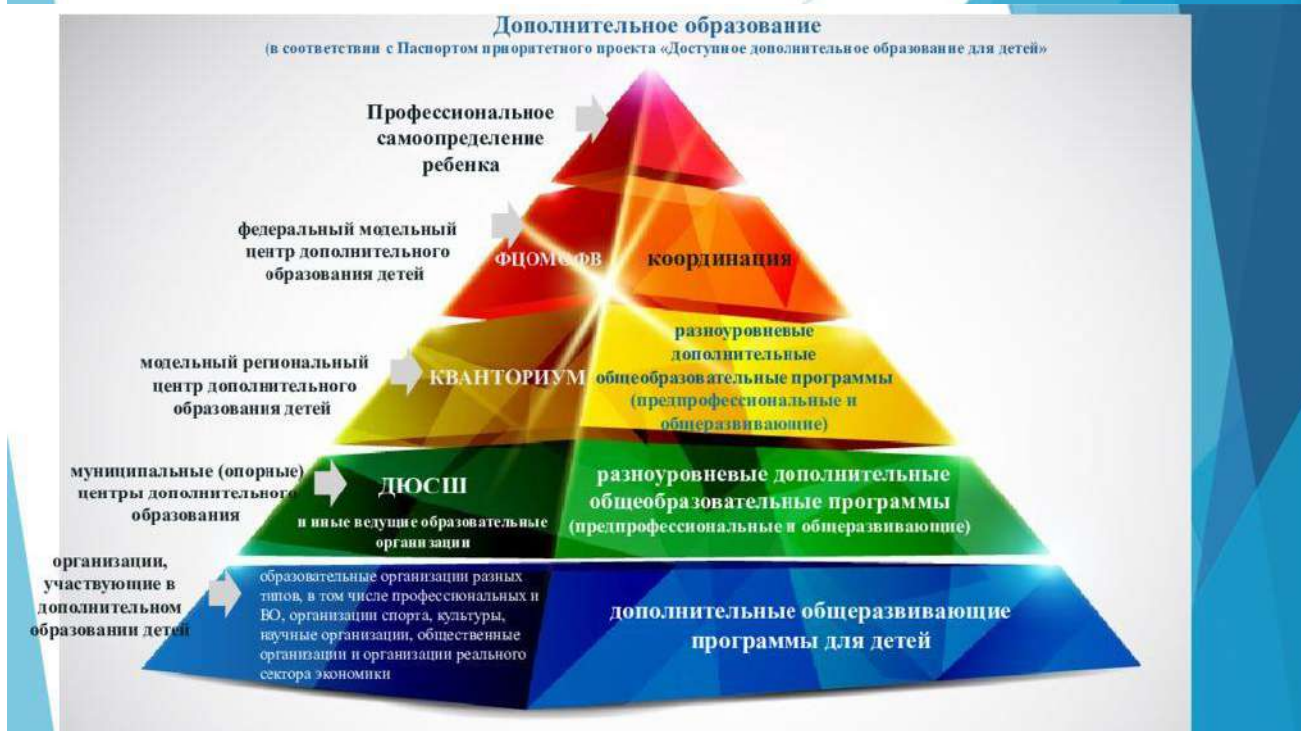 Дополнительное образование
(в соответствии с Паспортом приоратетного проекта «Доступное дополнительное образование для детей»
Профессиональное
самоопределение
ребенка
федеральный модельный
центр дополнительного
образования детей
ФЦОМОФВ
координация
модельный региональный
центр дополнительного
образования детей
КВАНТОРИУМ
разноуровневые
дополнительные
общеобразовательные программы
(предпрофессиональные и
общеразвивающие)
муниципальные (опорные)
центры дополнительного
образования
ДЮСШ
и иные ведущие образовательные
организации
разноуровневые дополнительные
общеобразовательные программы
(предпрофессиональные и общеразвивающие)
организации,
участвующие в
дополнительном
образовании детей
образовательные организации разных
типов, в том числе профессиональных и
ВО, организации спорта, культуры,
научные организации, общественные
организации и организации реального
сектора экономики
дополнительные общеразвивающие
программы для детей